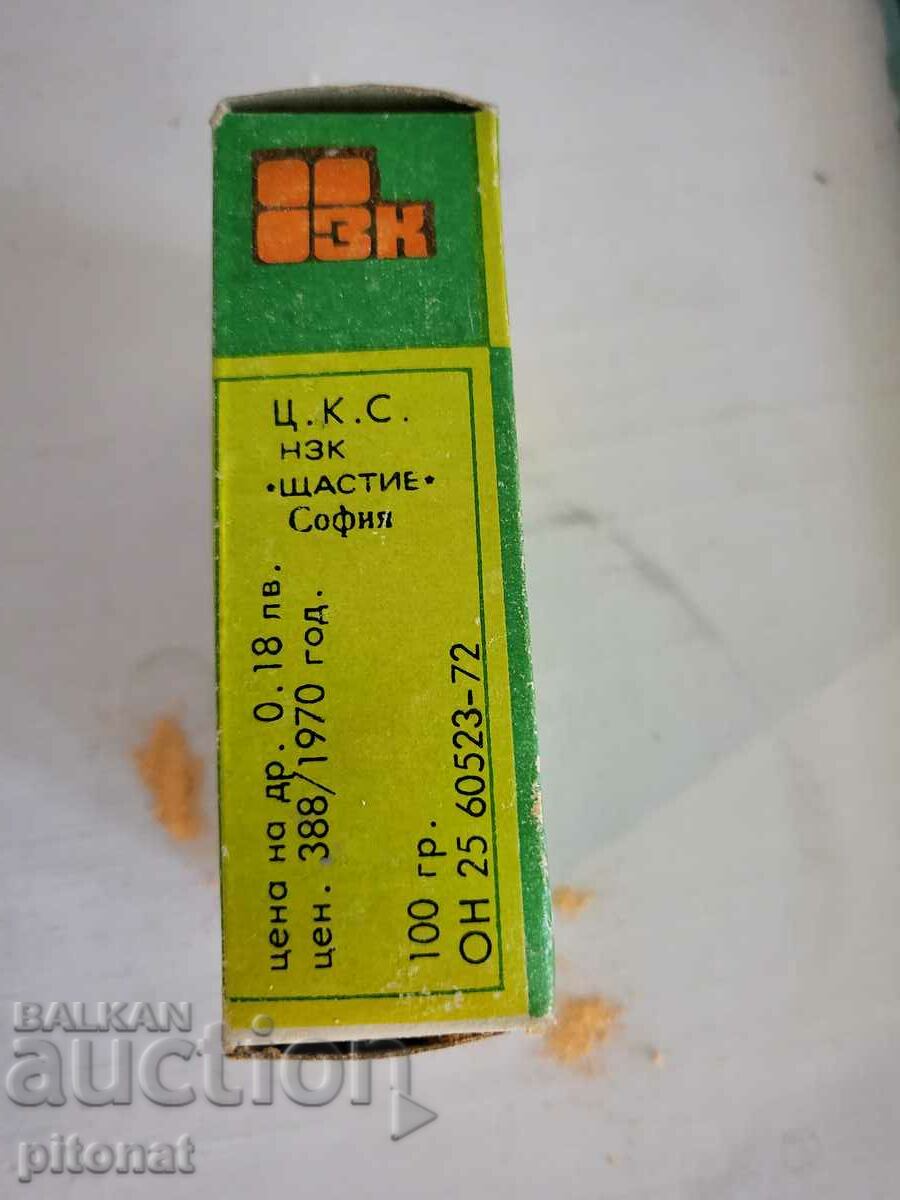 ЗК
Ц.К.С.
НЗК
•ЩАСТИЕ•
София
цена на др. 0.18 лв.
цен. 388/1970 год.
100 гр.
ОН 25 60523-72
BALKAN
auction
pitonat